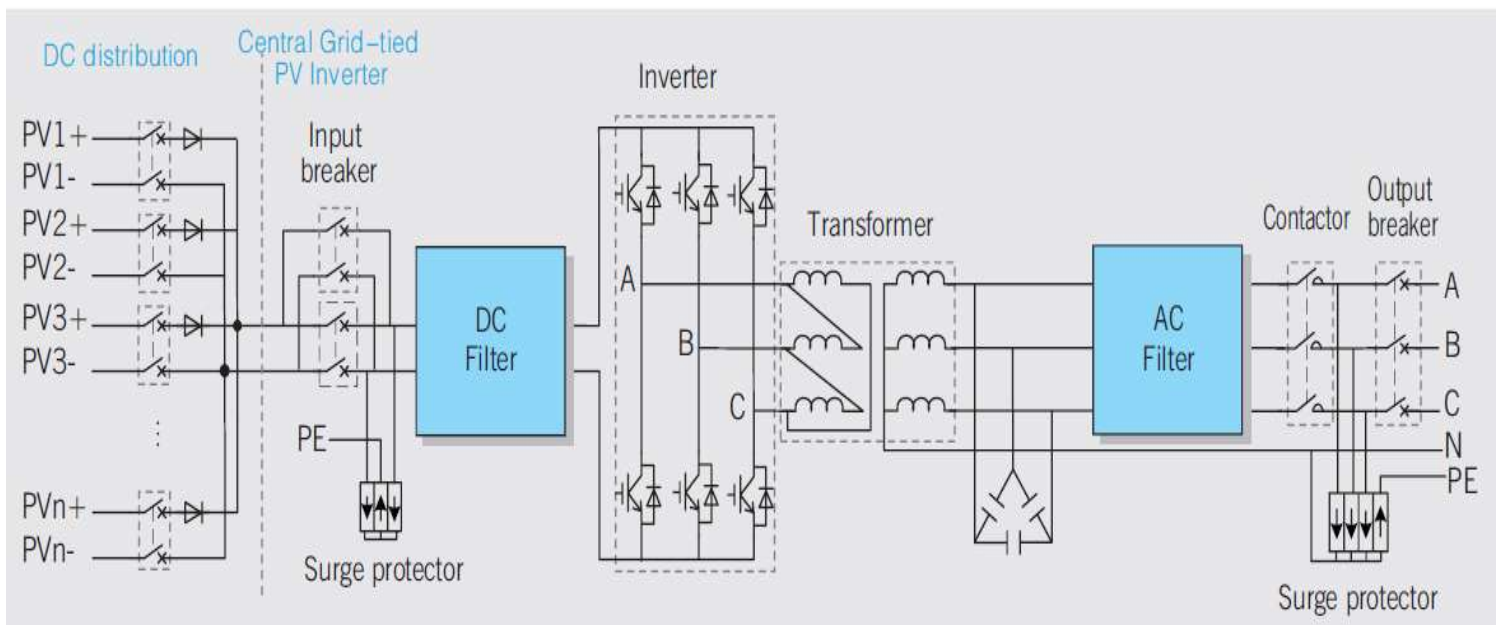 DC distribution
Central Grid-tied
PV Inverter
Inverter
PV1+
PV1-
PV2+
PV2-
PV3+
PV3-
PVn+
PVn-
Input
breaker
PE
Surge protector
DC
Filter
A
B
C
Transformer
AC
Filter
Contactor
Output
breaker
A
B
C
N
PE
Surge protector